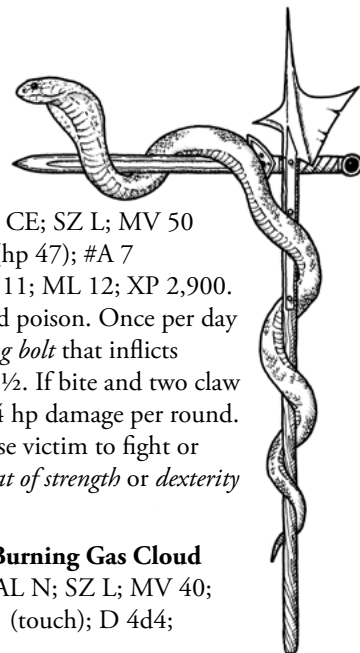 CE; SZ L; MV 50
(hp 47); #A 7
11; ML 12; XP 2,900.
d poison. Once per day
g bolt that inflicts
½. If bite and two claw
4 hp damage per round.
se victim to fight or
at of strength or dexterity
Burning Gas Cloud
AL N; SZ L; MV 40;
(touch); D 4d4;